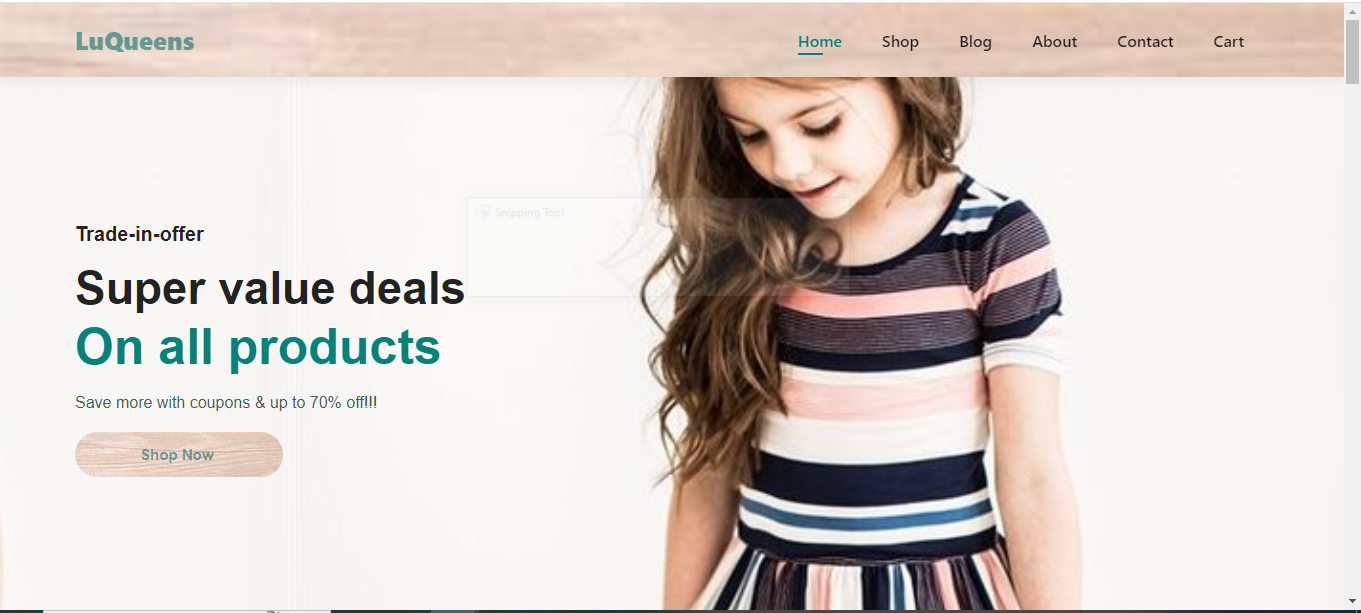 LuQueens
Home Shop Blog About Contact Cart
Snipping Tool
Trade-in-offer
Super value deals
On all products
Save more with coupons & up to 70% off!!!
Shop Now